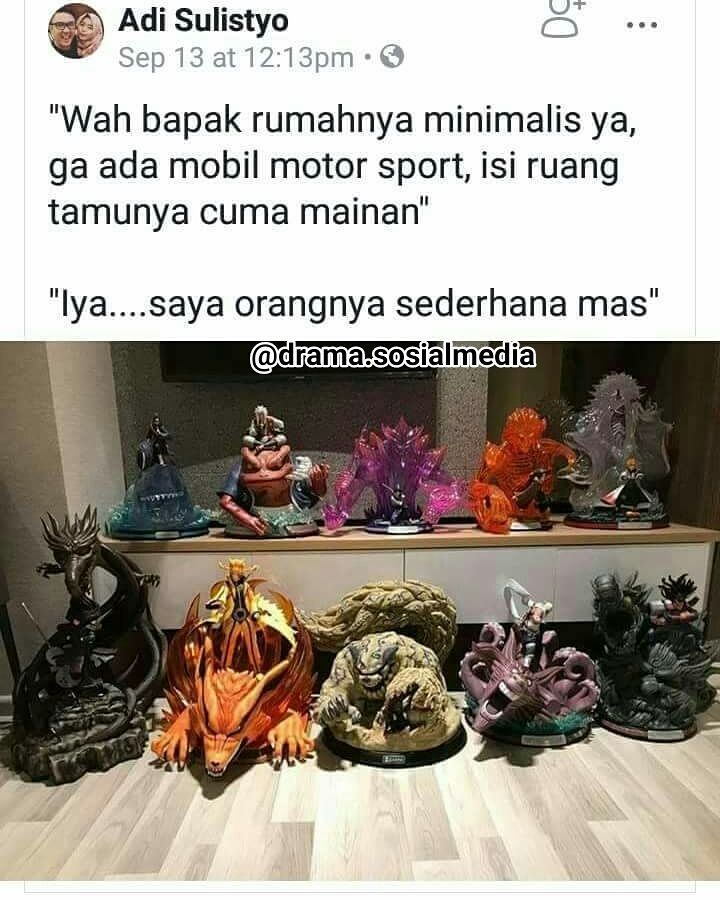 Adi Sulistyo
Sep 13 at 12:13pm •
"Wah bapak rumahnya minimalis ya,
ga ada mobil motor sport, isi ruang
tamunya cuma mainan"
"Iya....saya orangnya sederhana mas"
@drama.sosialmedia